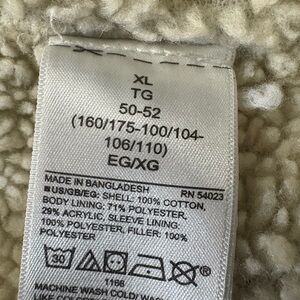 XL
TG
50-52
(160/175-100/104-
106/110)
EG/XG
MADE IN BANGLADESH RN 54023
■US/GB/EG: SHELL: 100% COTTON,
BODY LINING: 71% POLYESTER,
29% ACRYLIC, SLEEVE LINING:
100% POLYESTER, FILLER: 100%
POLYESTER
30
1166
MACHINE WASH COLD/ WASH